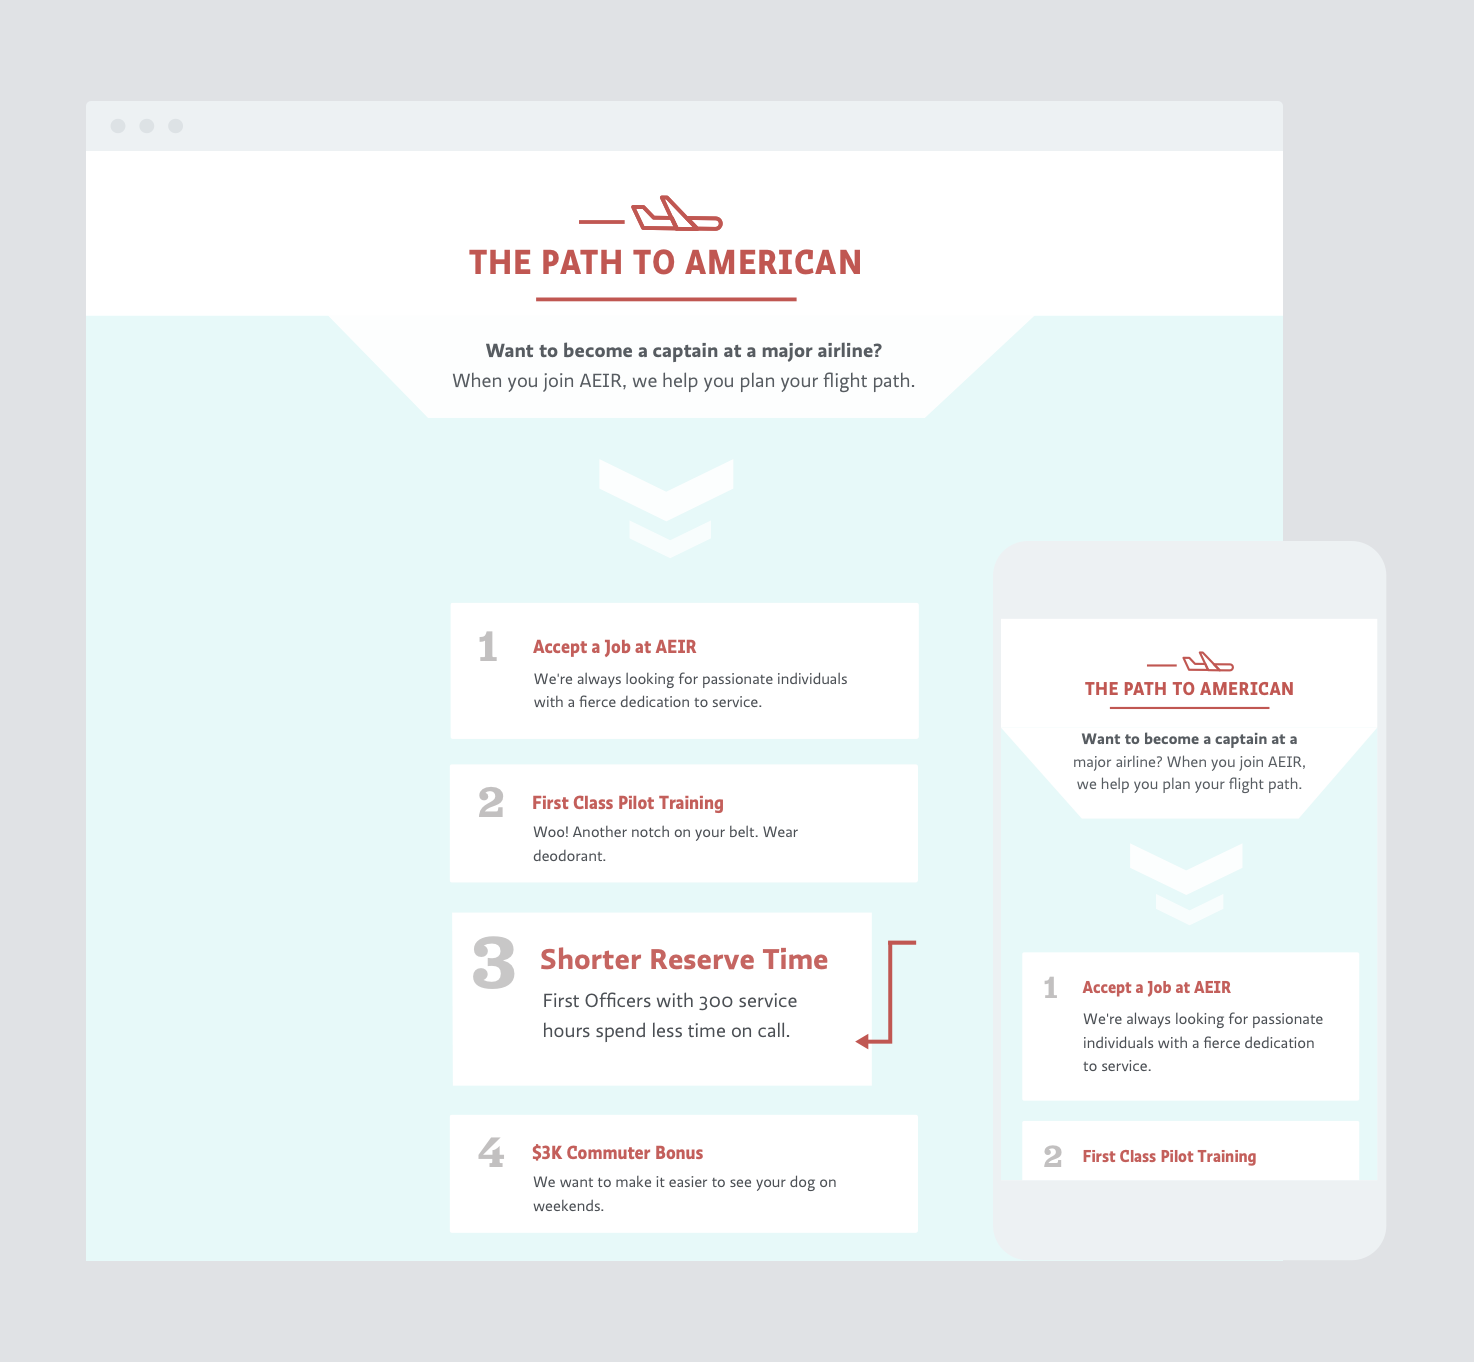 THE PATH TO AMERICAN
Want to become a captain at a major airline?
When you join AEIR, we help you plan your flight path.
1
Accept a Job at AEIR
We're always looking for passionate individuals
with a fierce dedication to service.
2
First Class Pilot Training
Woo! Another notch on your belt. Wear
deodorant.
3
Shorter Reserve Time
First Officers with 300 service
hours spend less time on call.
4
$3K Commuter Bonus
We want to make it easier to see your dog on
weekends.
THE PATH TO AMERICAN
Want to become a captain at a
major airline? When you join AEIR,
we help you plan your flight path.
1
Accept a Job at AEIR
We're always looking for passionate
individuals with a fierce dedication
to service.
2
First Class Pilot Training